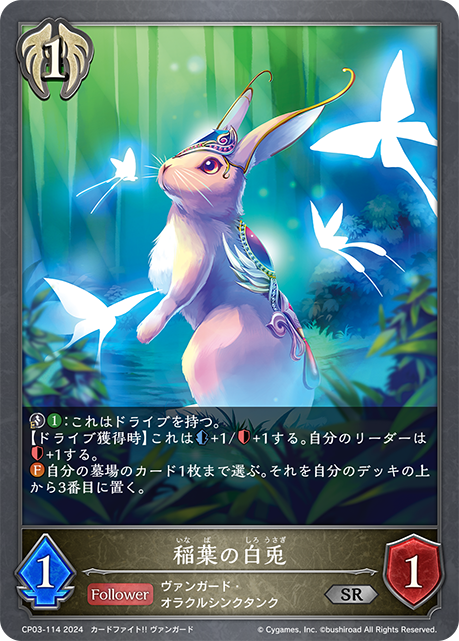 1
1:これはドライブを持つ。
【ドライブ獲得時】これは+1/+1する。自分のリーダーは
+1する。
F自分の墓場のカード1枚まで選ぶ。それを自分のデッキの上
から3番目に置く。
いなば しろうさぎ
稲葉の白兎
1
Follower
ヴァンガード・
オラクルシンクタンク
SR
1
CP03-114 2024 カードファイト!! ヴァンガード
© Cygames, Inc. ©bushiroad All Rights Reserved.